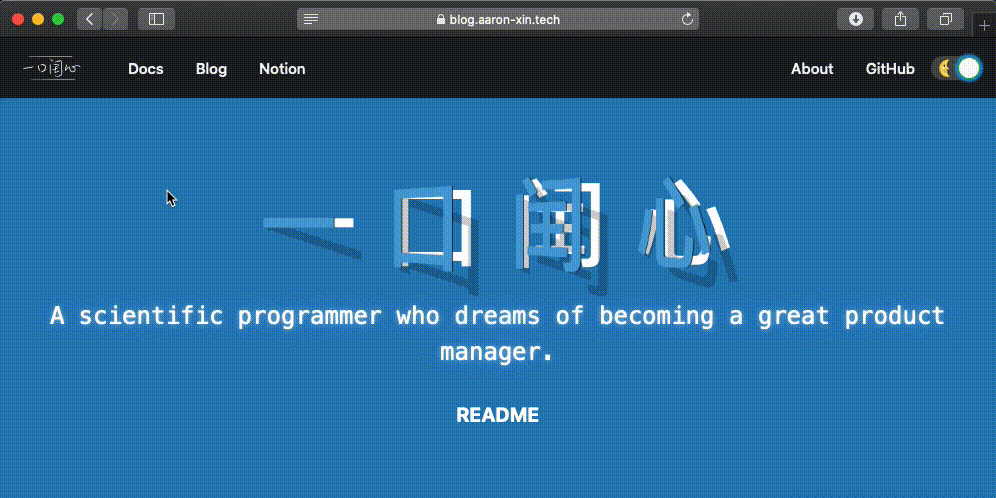 blog.aaron-xin.tech
一口闰心
Docs
Blog
Notion
About
GitHub
一口闰心
A scientific programmer who dreams of becoming a great product
manager.
README